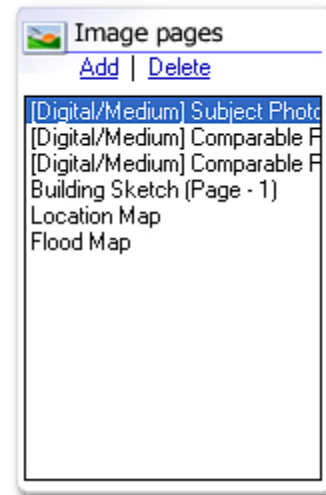 Image pages
Add | Delete
[Digital/Medium] Subject Photo
[Digital/Medium] Comparable F
[Digital/Medium] Comparable F
Building Sketch (Page - 1)
Location Map
Flood Map